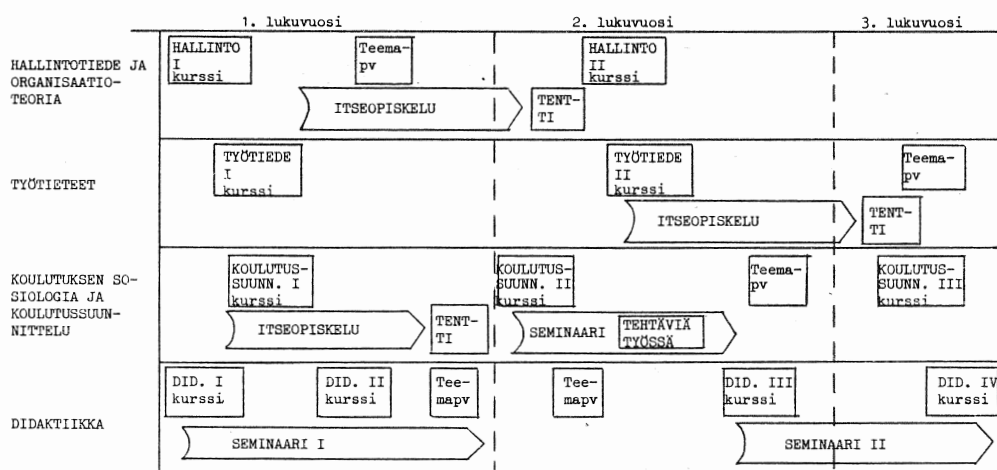 1. lukuvuosi 2. lukuvuosi 3. lukuvuosi
HALLINTOTIEDE JA
ORGANISAATIO-
TEORIA
HALLINTO
I
kurssi
Teema-
pv
HALLINTO
II
kurssi
ITSEOPISKELU
TENT-
TI
TYÖTIETEET
TYÖTIEDE
I
kurssi
TYÖTIEDE
II
kurssi
Teema-
pv
ITSEOPISKELU
TENT-
TI
KOULUTUKSEN SO-
SIOLOGIA JA
KOULUTUSSUUN-
NITTELU
KOULUTUS-
SUUNN. I
kurssi
KOULUTUS-
SUUNN. II
kurssi
Teema-
pv
KOULUTUS-
SUUNN. III
kurssi
ITSEOPISKELU
TENT-
TI
SEMINAARI
TEHTÄVIÄ
TYÖSSÄ
DIDAKTIIKKA
DID. I
kurssi
DID. II
kurssi
Tee-
mapv
Tee-
mapv
DID. III
kurssi
DID. IV
kurssi
SEMINAARI I
SEMINAARI II